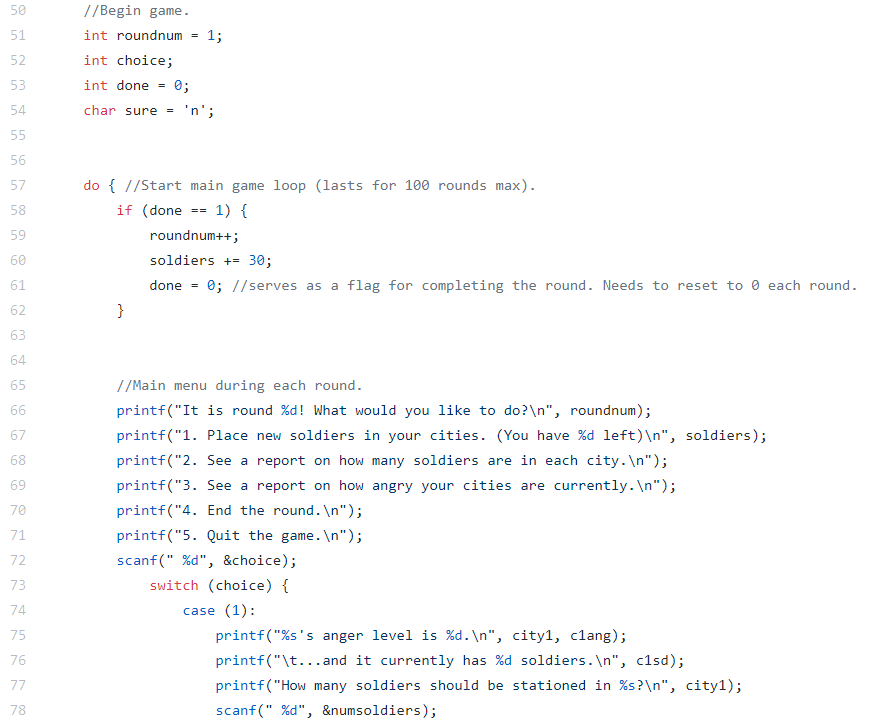 50 //Begin game.
51 int roundnum = 1;
52 int choice;
53 int done = 0;
54 char sure = 'n';
55
56
57 do { //Start main game loop (lasts for 100 rounds max).
58 if (done == 1) {
59 roundnum++;
60 soldiers += 30;
61 done = 0; //serves as a flag for completing the round. Needs to reset to 0 each round.
62 }
63
64
65 //Main menu during each round.
66 printf("It is round %d! What would you like to do?\n", roundnum);
67 printf("1. Place new soldiers in your cities. (You have %d left)\n", soldiers);
68 printf("2. See a report on how many soldiers are in each city.\n");
69 printf("3. See a report on how angry your cities are currently.\n");
70 printf("4. End the round.\n");
71 printf("5. Quit the game.\n");
72 scanf(" %d", &choice);
73 switch (choice) {
74 case (1):
75 printf("%s's anger level is %d.\n", city1, c1ang);
76 printf("\t...and it currently has %d soldiers.\n", c1sd);
77 printf("How many soldiers should be stationed in %s?\n", city1);
78 scanf(" %d", &numsoldiers);